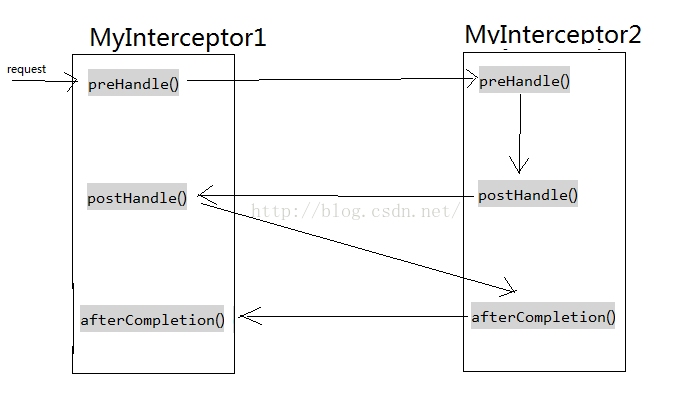 MyInterceptor1
MyInterceptor2
request
preHandle()
preHandle()
postHandle()
postHandle()
http://blog.csdn.net/
afterCompletion()
afterCompletion()